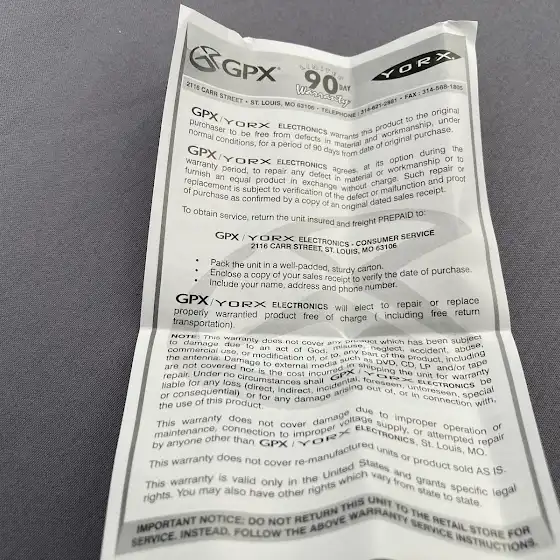 GPX®
LIMITED
90 DAY
Warranty
YORX
2116 CARR STREET • ST. LOUIS, MO 63106 • TELEPHONE : 314-621-2881 • FAX : 314-588-1805
GPX/YORX ELECTRONICS warrants this product to the original
purchaser to be free from defects in material and workmanship, under
normal conditions, for a period of 90 days from date of original purchase.
GPX/YORX ELECTRONICS agrees, at its option during the
warranty period, to repair any defect in material or workmanship or to
furnish an equal product in exchange without charge. Such repair or
replacement is subject to verification of the defect or malfunction and proof
of purchase as confirmed by a copy of an original dated sales receipt.
To obtain service, return the unit insured and freight PREPAID to:
GPX/YORX ELECTRONICS - CONSUMER SERVICE
2116 CARR STREET, ST. LOUIS, MO 63106
• Pack the unit in a well-padded, sturdy carton.
• Enclose a copy of your sales receipt to verify the date of purchase.
• Include your name, address and phone number.
GPX/YORX ELECTRONICS will elect to repair or replace
properly warrantied product free of charge ( including free return
transportation).
NOTE: This warranty does not cover any product which has been subject
to damage due to an act of God, misuse, neglect, accident, abuse,
commercial use, or modification of, or to, any part of the product, including
the antenna. Damage to external media such as DVD, CD, LP and/or tape
are not covered nor is the cost incurred in shipping the unit for warranty
repair. Under no circumstances shall GPX/YORX ELECTRONICS be
liable for any loss (direct, indirect, incidental, foreseen, unforeseen, special
or consequential) or for any damage arising out of, or in connection with,
the use of this product.
This warranty does not cover damage due to improper operation or
maintenance, connection to improper voltage supply, or attempted repair
by anyone other than GPX/YORX ELECTRONICS, St. Louis, MO.
This warranty does not cover re-manufactured units or product sold AS IS.
This warranty is valid only in the United States and grants specific legal
rights. You may also have other rights which vary from state to state.
IMPORTANT NOTICE: DO NOT RETURN THIS UNIT TO THE RETAIL STORE FOR
SERVICE. INSTEAD, FOLLOW THE ABOVE WARRANTY SERVICE INSTRUCTIONS.